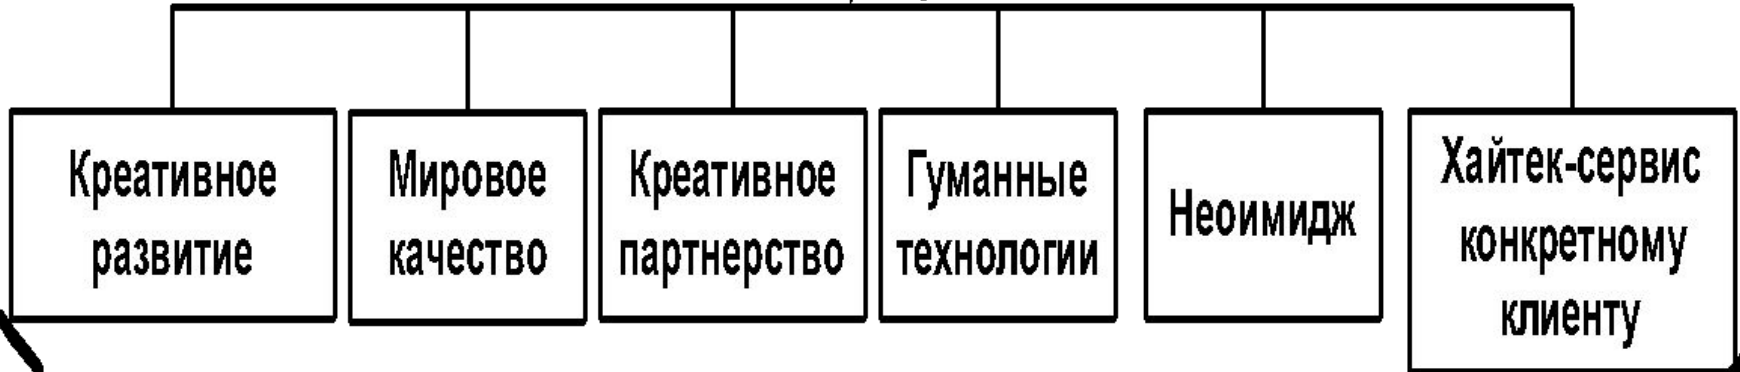 Креативное
развитие
Мировое
качество
Креативное
партнерство
Гуманные
технологии
Неоимидж
Хайтек-сервис
конкретному
клиенту